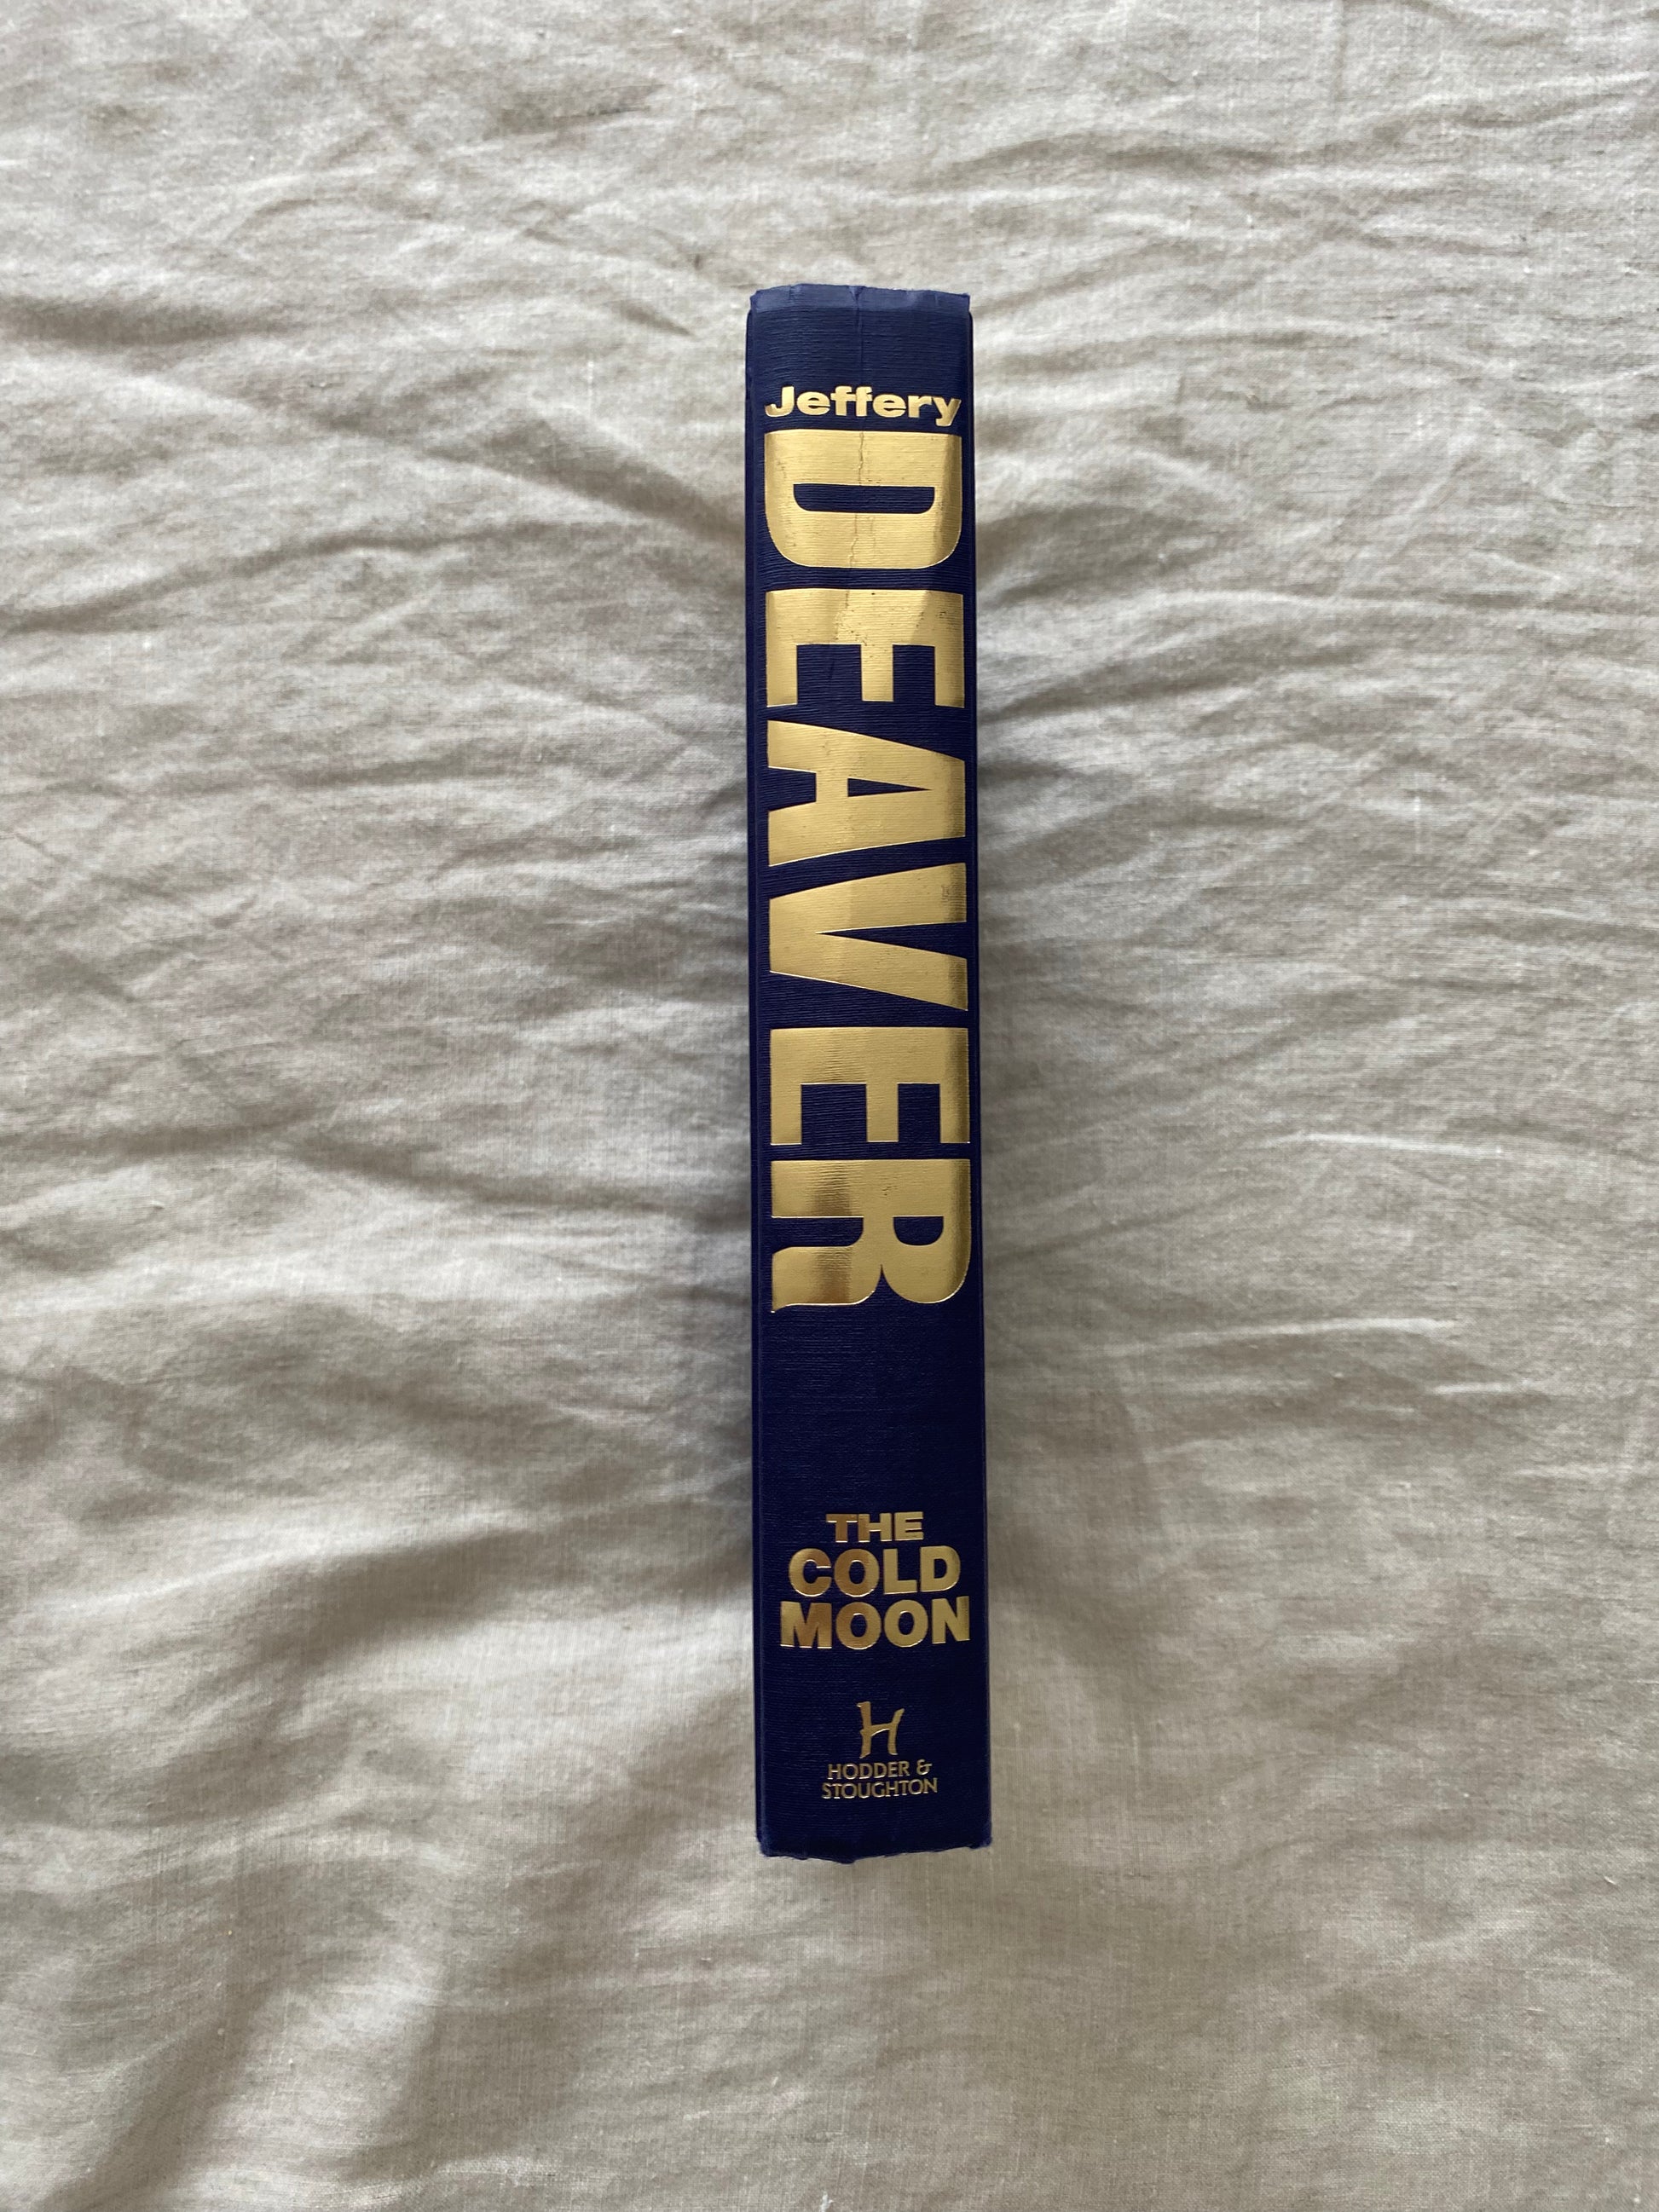 Jeffery
DEAVER
THE
COLD
MOON
H
HODDER &
STOUGHTON